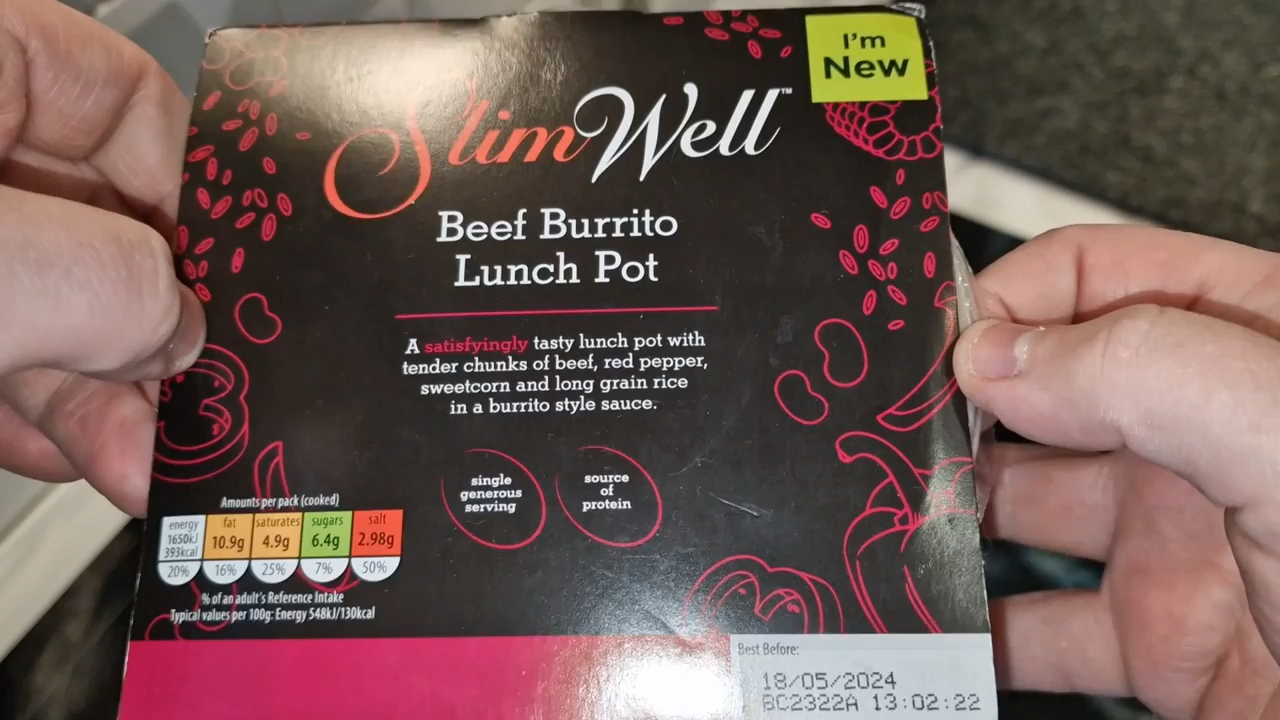 I'm
New
SlimWell™
Beef Burrito
Lunch Pot
A satisfyingly tasty lunch pot with
tender chunks of beef, red pepper,
sweetcorn and long grain rice
in a burrito style sauce.
single
generous
serving
source
of
protein
Amounts per pack (cooked)
energy
1650kJ
393kcal
20%
fat
10.9g
16%
saturates
4.9g
25%
sugars
6.4g
7%
salt
2.98g
50%
% of an adult's Reference Intake
Typical values per 100g: Energy 548kJ/130kcal
Best Before:
18/05/2024
BC2322A 13:02:22